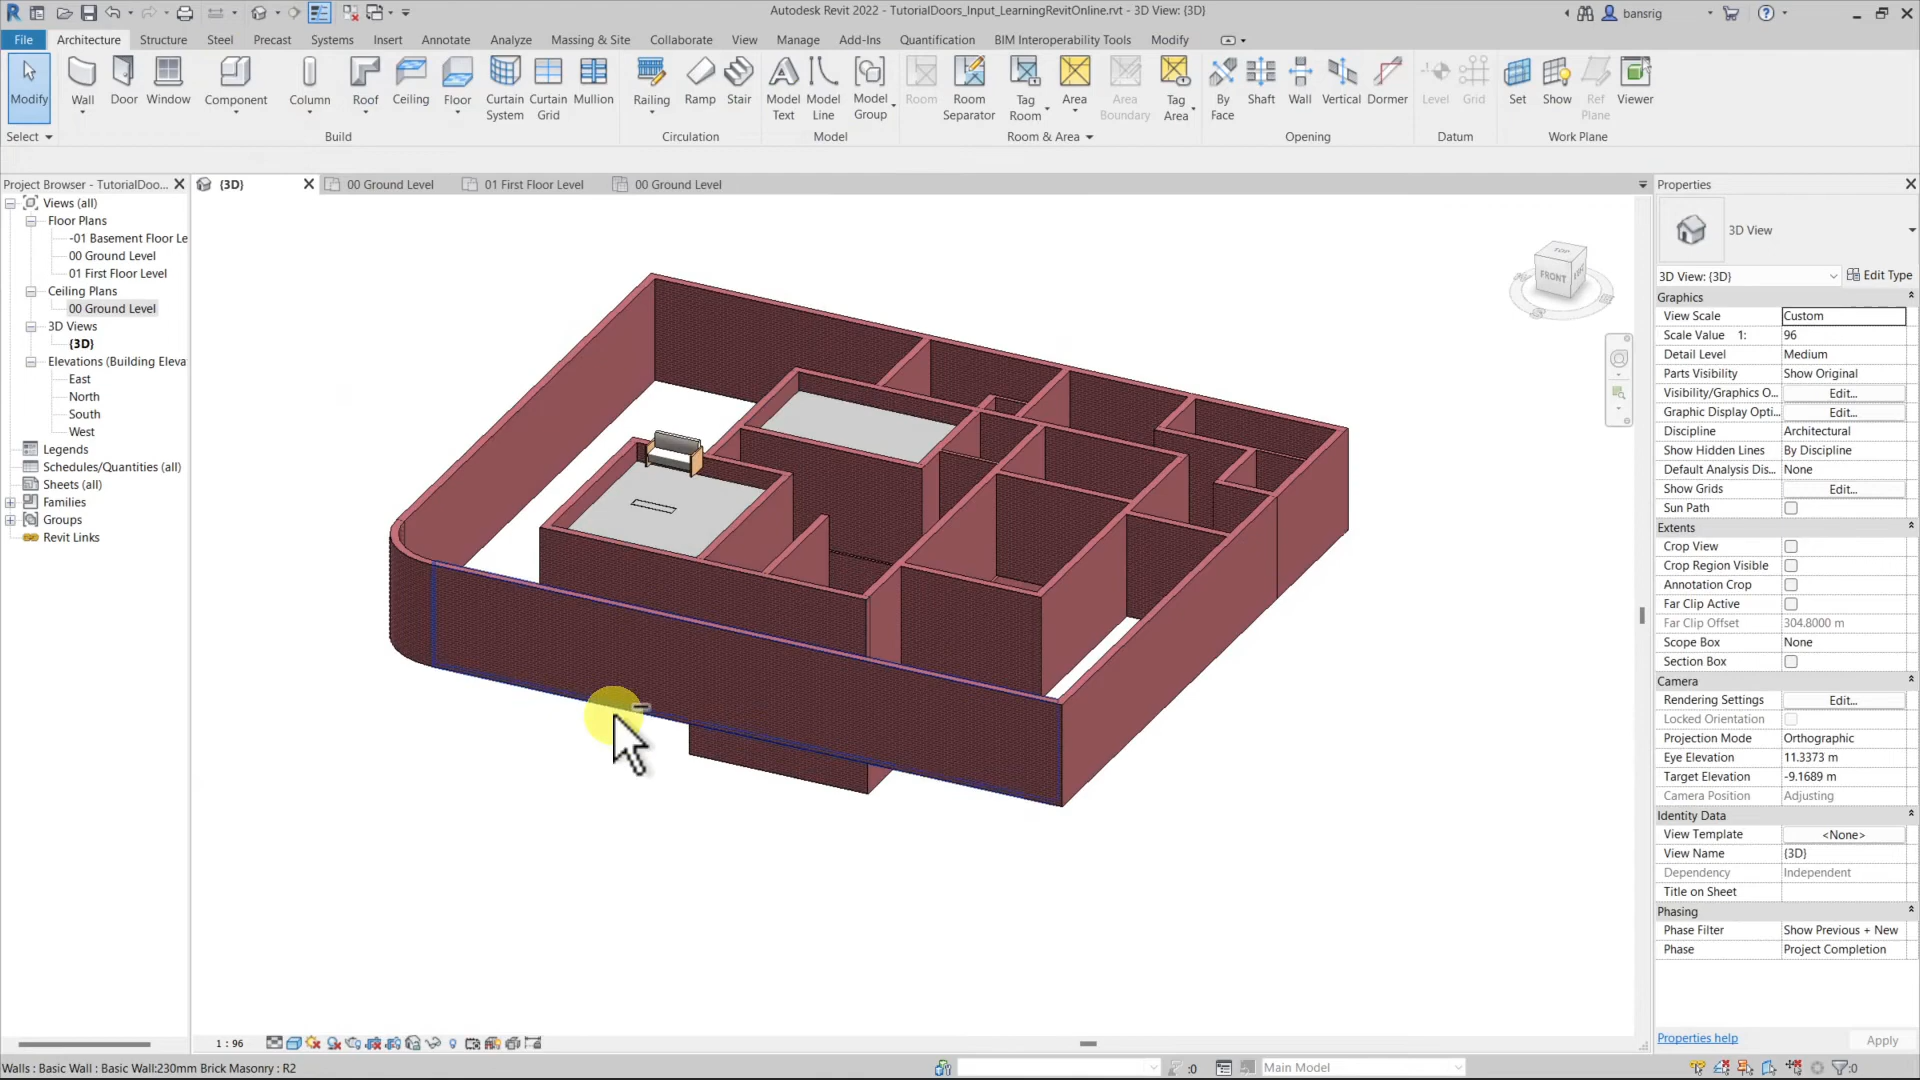 Autodesk Revit 2022 - TutorialDoors_Input_LearningRevitOnline.rvt - 3D View: {3D}
bansrig
File
Architecture
Structure
Steel
Precast
Systems
Insert
Annotate
Analyze
Massing & Site
Collaborate
View
Manage
Add-Ins
Quantification
BIM Interoperability Tools
Modify
Modify
Wall
Door
Window
Component
Column
Roof
Ceiling
Floor
Curtain System
Curtain Grid
Mullion
Railing
Ramp
Stair
Model Text
Model Line
Model Group
Room
Room Separator
Tag Room
Area
Area Boundary
Tag Area
By Face
Shaft
Wall
Vertical
Dormer
Level
Grid
Set
Show
Ref Plane
Viewer
Select
Build
Circulation
Model
Room & Area
Opening
Datum
Work Plane
Project Browser - TutorialDoo...
{3D}
00 Ground Level
01 First Floor Level
00 Ground Level
Properties
Views (all)
Floor Plans
-01 Basement Floor Le
00 Ground Level
01 First Floor Level
Ceiling Plans
00 Ground Level
3D Views
{3D}
Elevations (Building Eleva
East
North
South
West
Legends
Schedules/Quantities (all)
Sheets (all)
Families
Groups
Revit Links
TOP
FRONT
3D View
3D View: {3D}
Edit Type
Graphics
View Scale Custom
Scale Value 1: 96
Detail Level Medium
Parts Visibility Show Original
Visibility/Graphics O... Edit...
Graphic Display Opti... Edit...
Discipline Architectural
Show Hidden Lines By Discipline
Default Analysis Dis... None
Show Grids Edit...
Sun Path
Extents
Crop View
Crop Region Visible
Annotation Crop
Far Clip Active
Far Clip Offset 304.8000 m
Scope Box None
Section Box
Camera
Rendering Settings Edit...
Locked Orientation
Projection Mode Orthographic
Eye Elevation 11.3373 m
Target Elevation -9.1689 m
Camera Position Adjusting
Identity Data
View Template <None>
View Name {3D}
Dependency Independent
Title on Sheet
Phasing
Phase Filter Show Previous + New
Phase Project Completion
Properties help
Apply
1 : 96
Walls : Basic Wall : Basic Wall:230mm Brick Masonry : R2
:0
Main Model
:0